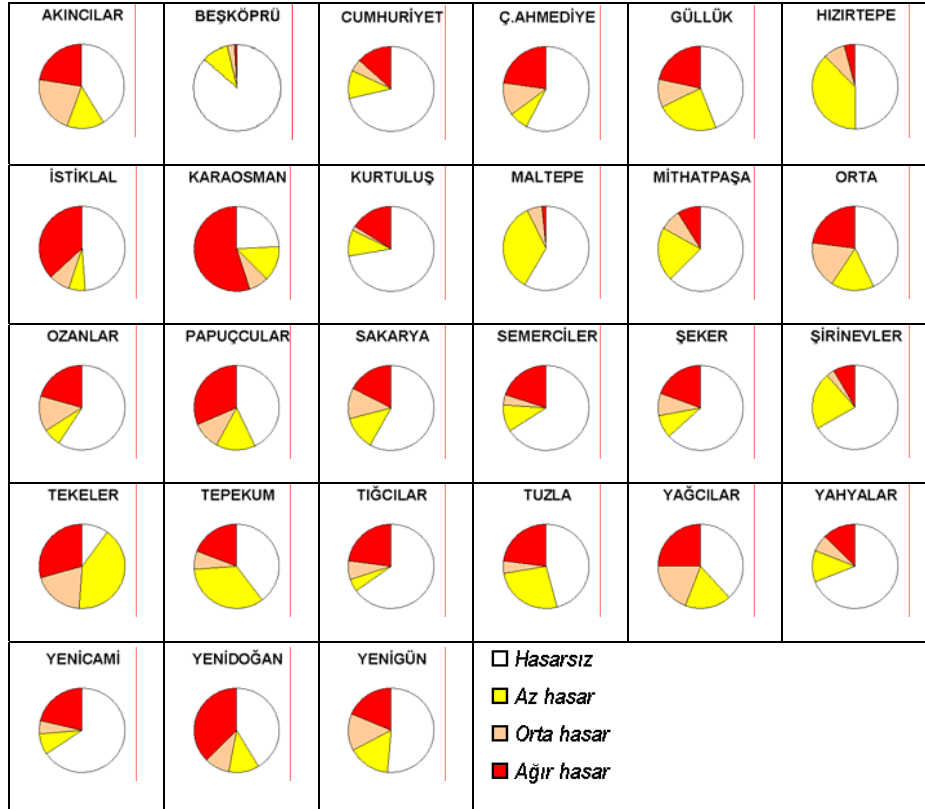 AKINCILAR
BEŞKÖPRÜ
CUMHURİYET
Ç.AHMEDİYE
GÜLLÜK
HIZIRTEPE
İSTİKLAL
KARAOSMAN
KURTULUŞ
MALTEPE
MİTHATPAŞA
ORTA
OZANLAR
PAPUÇCULAR
SAKARYA
SEMERCİLER
ŞEKER
ŞİRİNEVLER
TEKELER
TEPEKUM
TIĞCILAR
TUZLA
YAĞCILAR
YAHYALAR
YENİCAMİ
YENİDOĞAN
YENİGÜN
Hasarsız
Az hasar
Orta hasar
Ağır hasar